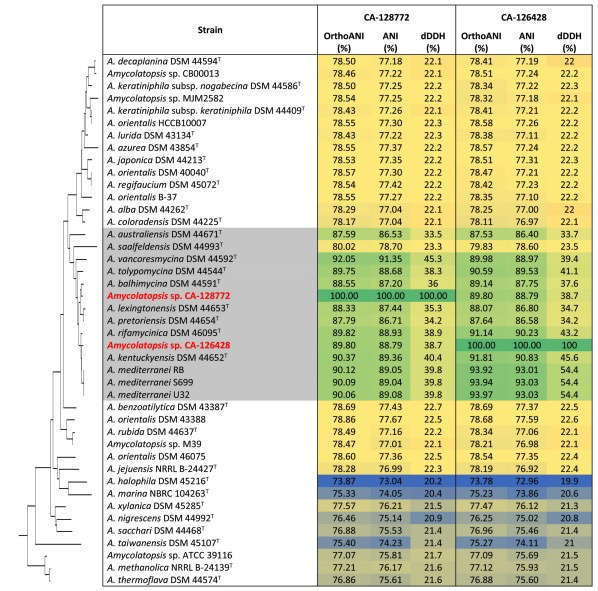 Strain CA-128772 CA-126428
OrthoANI (%) ANI (%) dDDH (%) OrthoANI (%) ANI (%) dDDH (%)
A. decaplanina DSM 44594ᵀ 78.50 77.18 22.1 78.41 77.19 22
Amycolatopsis sp. CB00013 78.46 77.22 22.1 78.51 77.24 22.2
A. keratiniphila subsp. nogabecina DSM 44586ᵀ 78.50 77.25 22.2 78.34 77.22 22.3
Amycolatopsis sp. MJM2582 78.54 77.28 22.2 78.32 77.18 22.1
A. keratiniphila subsp. keratiniphila DSM 44409ᵀ 78.43 77.26 22.1 78.41 77.21 22.2
A. orientalis HCCB10007 78.55 77.30 22.3 78.58 77.26 22.2
A. lurida DSM 43134ᵀ 78.43 77.22 22.3 78.38 77.11 22.2
A. azurea DSM 43854ᵀ 78.55 77.37 22.2 78.57 77.24 22.2
A. japonica DSM 44213ᵀ 78.53 77.35 22.2 78.51 77.31 22.3
A. orientalis DSM 40040ᵀ 78.57 77.30 22.2 78.57 77.28 22.2
A. regifaucium DSM 45072ᵀ 78.54 77.42 22.2 78.47 77.23 22.2
A. orientalis B-37 78.55 77.27 22.2 78.35 77.10 22.2
A. alba DSM 44262ᵀ 78.29 77.04 22.1 78.25 77.00 22
A. coloradensis DSM 44225ᵀ 78.17 77.04 22.1 78.11 76.97 22.1
A. australiensis DSM 44671ᵀ 87.59 86.53 33.5 87.53 86.40 33.7
A. saalfeldensis DSM 44993ᵀ 80.02 78.70 23.3 79.83 78.60 23.5
A. vancoresmycina DSM 44592ᵀ 92.05 91.35 45.3 89.98 88.97 39.4
A. tolypomycina DSM 44544ᵀ 89.75 88.68 38.3 90.59 89.53 41.1
A. balhimycina DSM 44591ᵀ 88.55 87.20 36 89.14 87.75 37.6
Amycolatopsis sp. CA-128772 100.00 100.00 100.00 89.80 88.79 38.7
A. lexingtonensis DSM 44653ᵀ 88.33 87.44 35.3 88.07 86.80 34.7
A. pretoriensis DSM 44654ᵀ 87.79 86.71 34.2 87.64 86.58 34.2
A. rifamycinica DSM 46095ᵀ 89.82 88.93 38.9 91.14 90.23 43.2
Amycolatopsis sp. CA-126428 89.80 88.79 38.7 100.00 100.00 100
A. kentuckyensis DSM 44652ᵀ 90.37 89.36 40.4 91.81 90.83 45.6
A. mediterranei RB 90.12 89.05 39.8 93.92 93.01 54.4
A. mediterranei S699 90.09 89.04 39.8 93.94 93.03 54.4
A. mediterranei U32 90.06 89.08 39.8 93.97 93.03 54.4
A. benzoatilytica DSM 43387ᵀ 78.69 77.43 22.7 78.69 77.37 22.5
A. orientalis DSM 43388 78.86 77.67 22.5 78.68 77.59 22.6
A. rubida DSM 44637ᵀ 78.49 77.16 22.2 78.34 77.06 22.1
Amycolatopsis sp. M39 78.47 77.01 22.1 78.21 76.98 22.1
A. orientalis DSM 46075 78.60 77.36 22.5 78.54 77.35 22.4
A. jejuensis NRRL B-24427ᵀ 78.28 76.99 22.3 78.19 76.92 22.4
A. halophila DSM 45216ᵀ 73.87 73.04 20.2 73.78 72.96 19.9
A. marina NBRC 104263ᵀ 75.33 74.05 20.4 75.23 73.86 20.6
A. xylanica DSM 45285ᵀ 77.57 76.21 21.5 77.47 76.12 21.3
A. nigrescens DSM 44992ᵀ 76.46 75.14 20.9 76.25 75.02 20.8
A. sacchari DSM 44468ᵀ 76.88 75.53 21.4 76.96 75.46 21.4
A. taiwanensis DSM 45107ᵀ 75.40 74.23 21.4 75.27 74.11 21
Amycolatopsis sp. ATCC 39116 77.07 75.81 21.7 77.09 75.69 21.5
A. methanolica NRRL B-24139ᵀ 77.21 76.17 21.6 77.12 75.93 21.5
A. thermoflava DSM 44574ᵀ 76.86 75.61 21.6 76.88 75.60 21.4